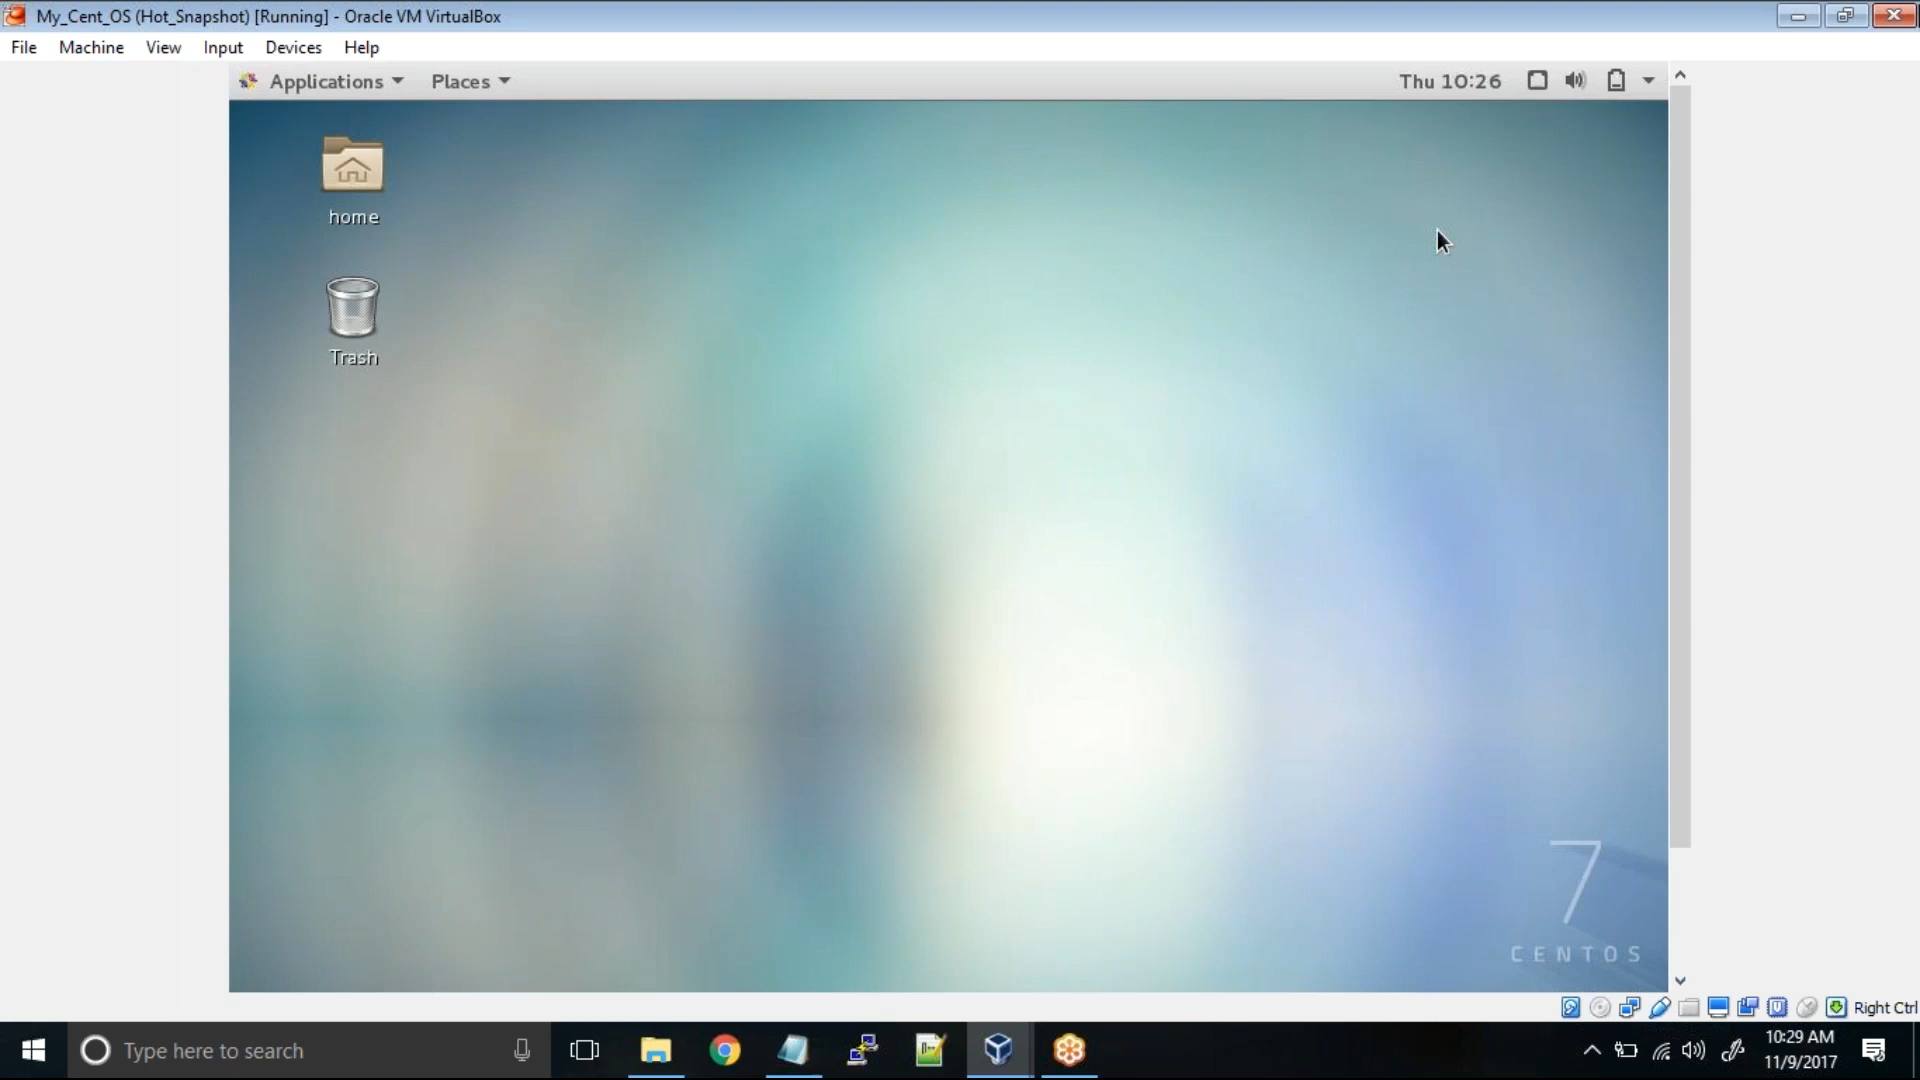 My_Cent_OS (Hot_Snapshot) [Running] - Oracle VM VirtualBox
File Machine View Input Devices Help
Applications Places Thu 10:26
home
Trash
7
CENTOS
Right Ctrl
Type here to search
10:29 AM
11/9/2017